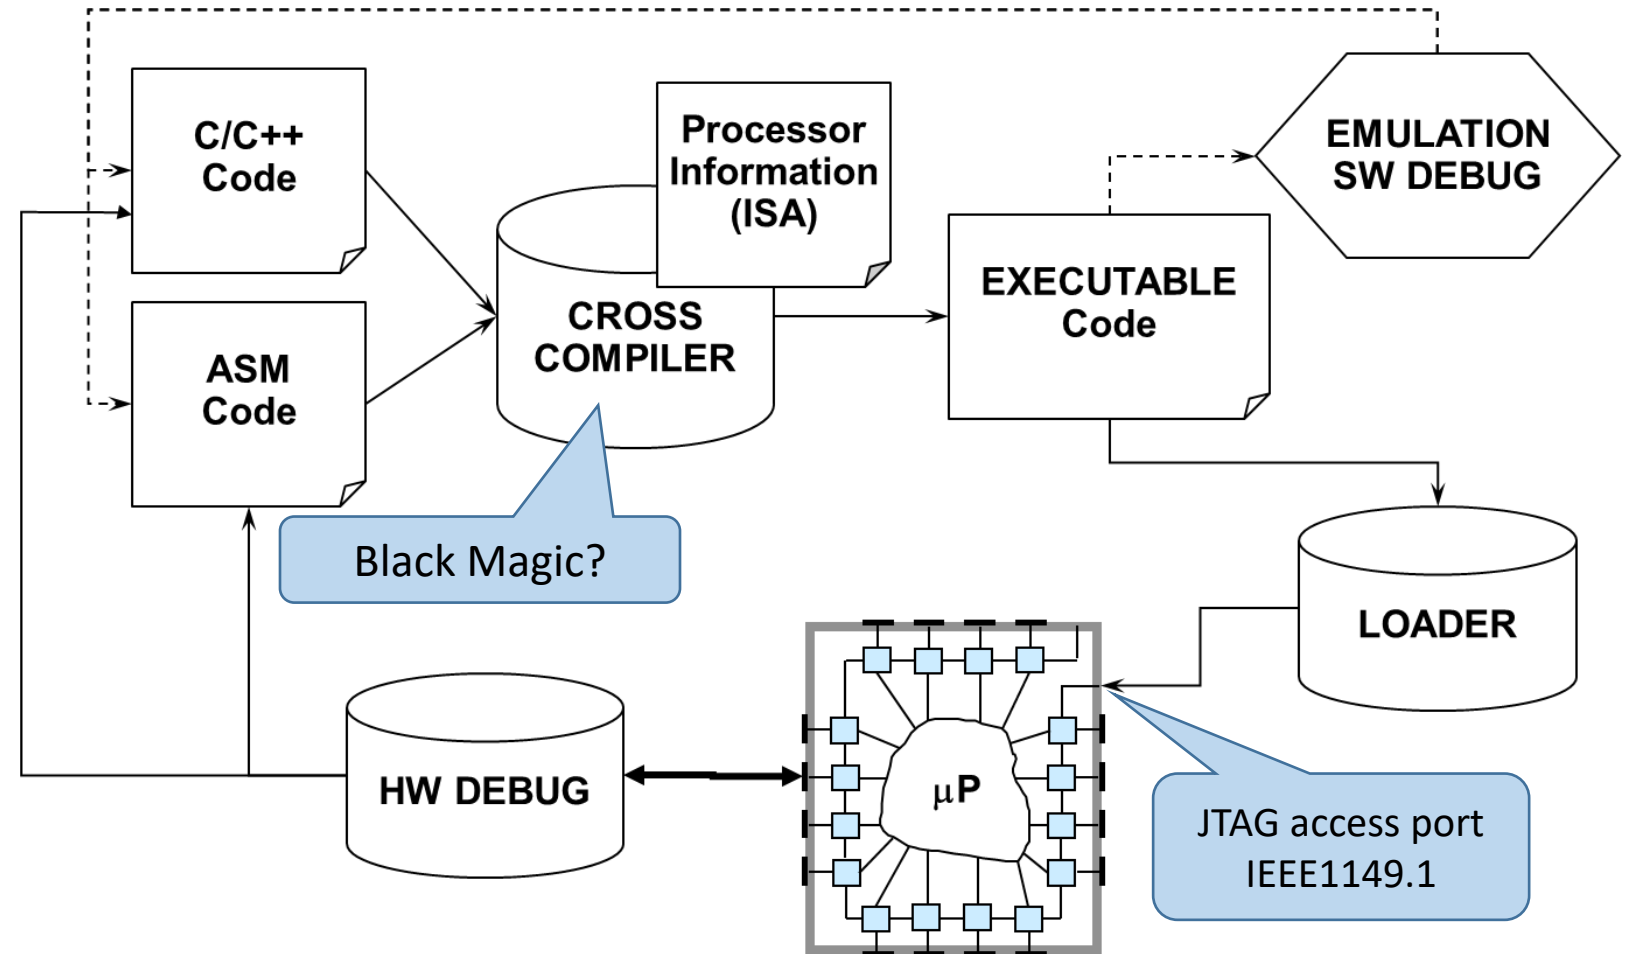 C/C++
Code
Processor
Information
(ISA)
EMULATION
SW DEBUG
EXECUTABLE
Code
CROSS
COMPILER
ASM
Code
Black Magic?
LOADER
HW DEBUG
μP
JTAG access port
IEEE1149.1